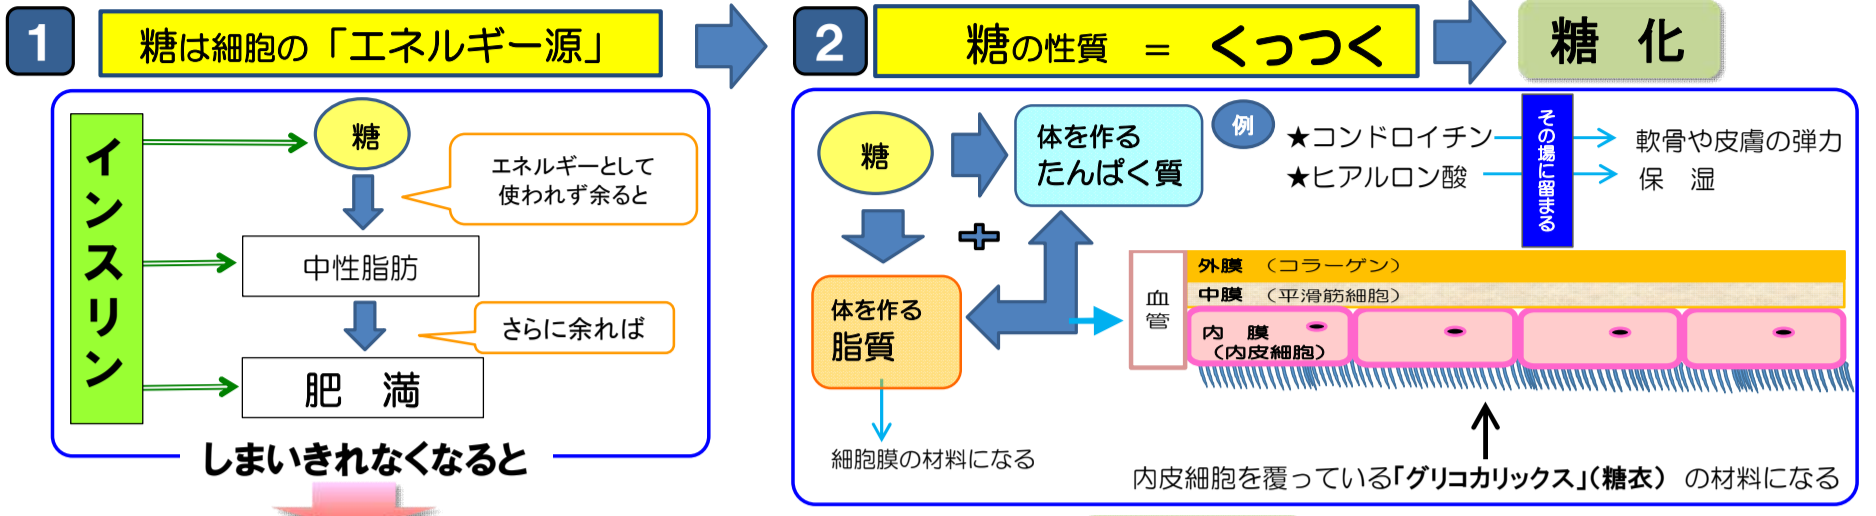 1
糖は細胞の「エネルギー源」
インスリン
糖
エネルギーとして
使われず余ると
中性脂肪
さらに余れば
肥 満
しまいきれなくなると
2
糖の性質 = くっつく
糖 化
糖
体を作る
たんぱく質
体を作る
脂質
細胞膜の材料になる
例
★コンドロイチン
★ヒアルロン酸
その場に留まる
軟骨や皮膚の弾力
保 湿
血管
外膜 (コラーゲン)
中膜 (平滑筋細胞)
内 膜
(内皮細胞)
内皮細胞を覆っている「グリコカリックス」(糖衣) の材料になる